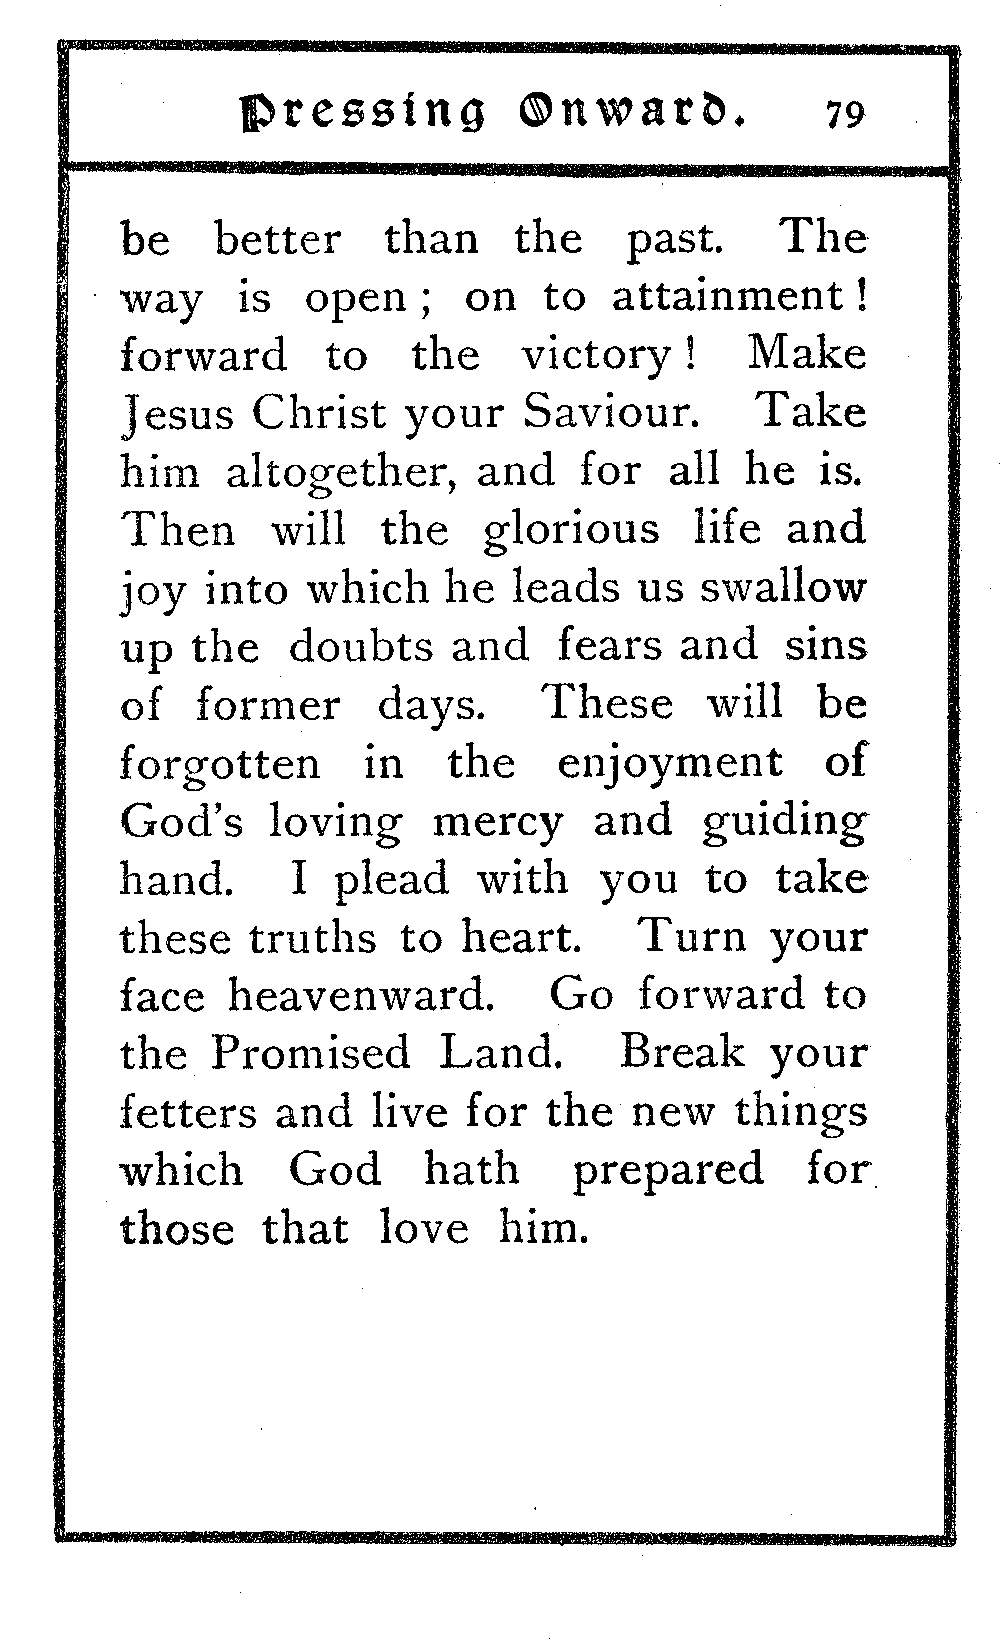 Pressing Onward. 79
be better than the past. The
way is open ; on to attainment !
forward to the victory ! Make
Jesus Christ your Saviour. Take
him altogether, and for all he is.
Then will the glorious life and
joy into which he leads us swallow
up the doubts and fears and sins
of former days. These will be
forgotten in the enjoyment of
God's loving mercy and guiding
hand. I plead with you to take
these truths to heart. Turn your
face heavenward. Go forward to
the Promised Land. Break your
fetters and live for the new things
which God hath prepared for
those that love him.